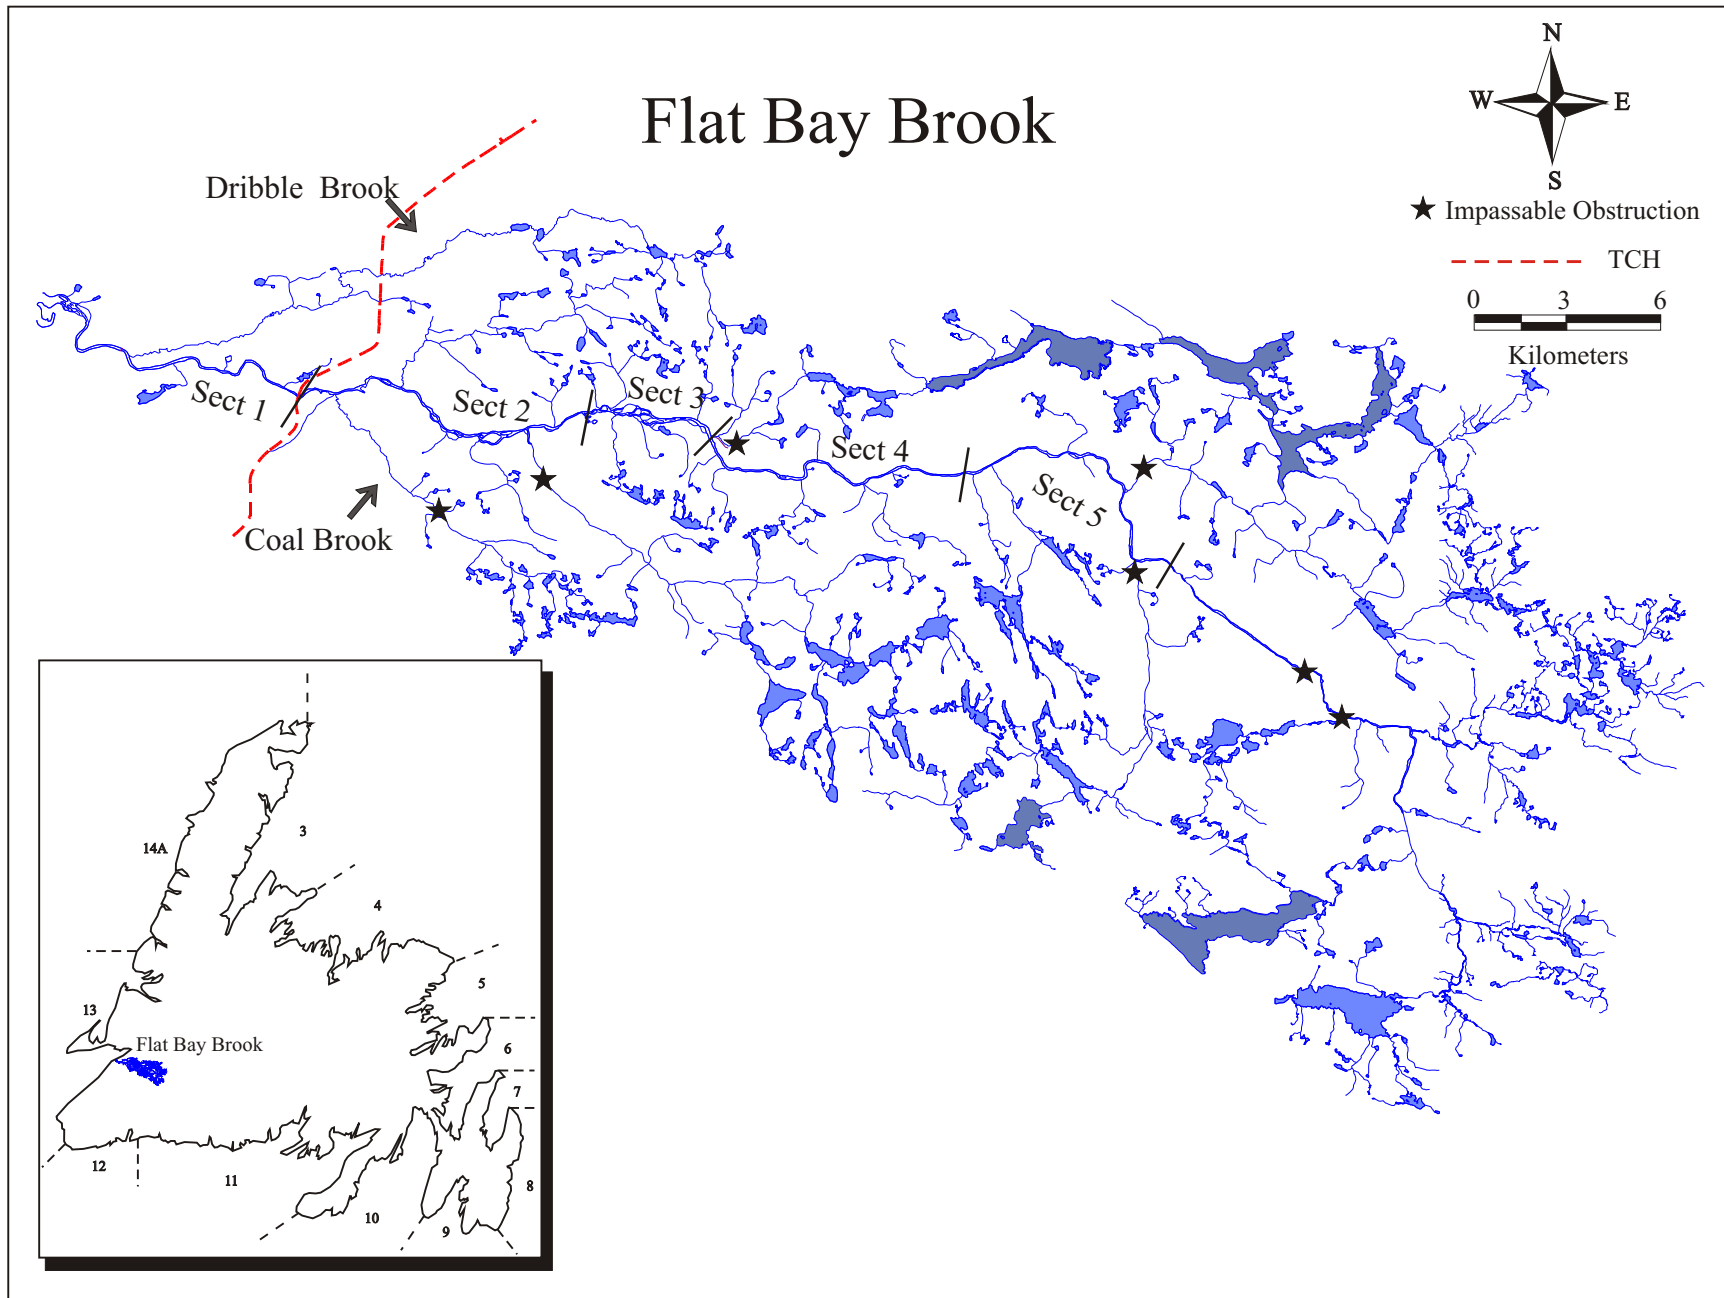 Flat Bay Brook
N
W E
S
Impassable Obstruction
TCH
0 3 6
Kilometers
Dribble Brook
Sect 1
Sect 2
Sect 3
Sect 4
Sect 5
Coal Brook
14A
3
4
5
13
Flat Bay Brook
6
7
12
11
8
10
9